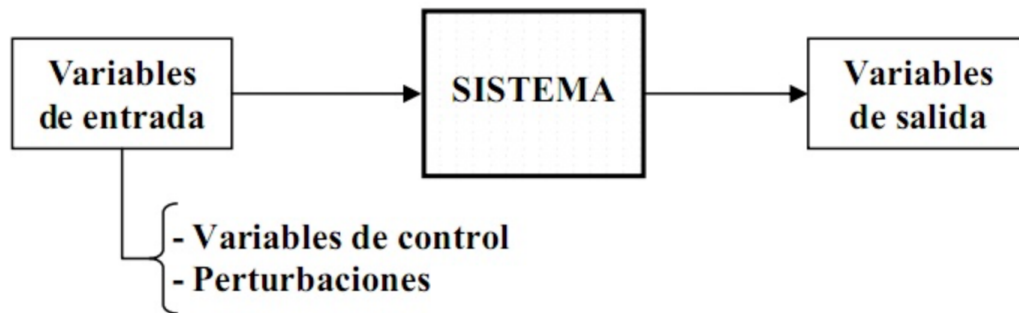 Variables
de entrada
SISTEMA
Variables
de salida
- Variables de control
- Perturbaciones